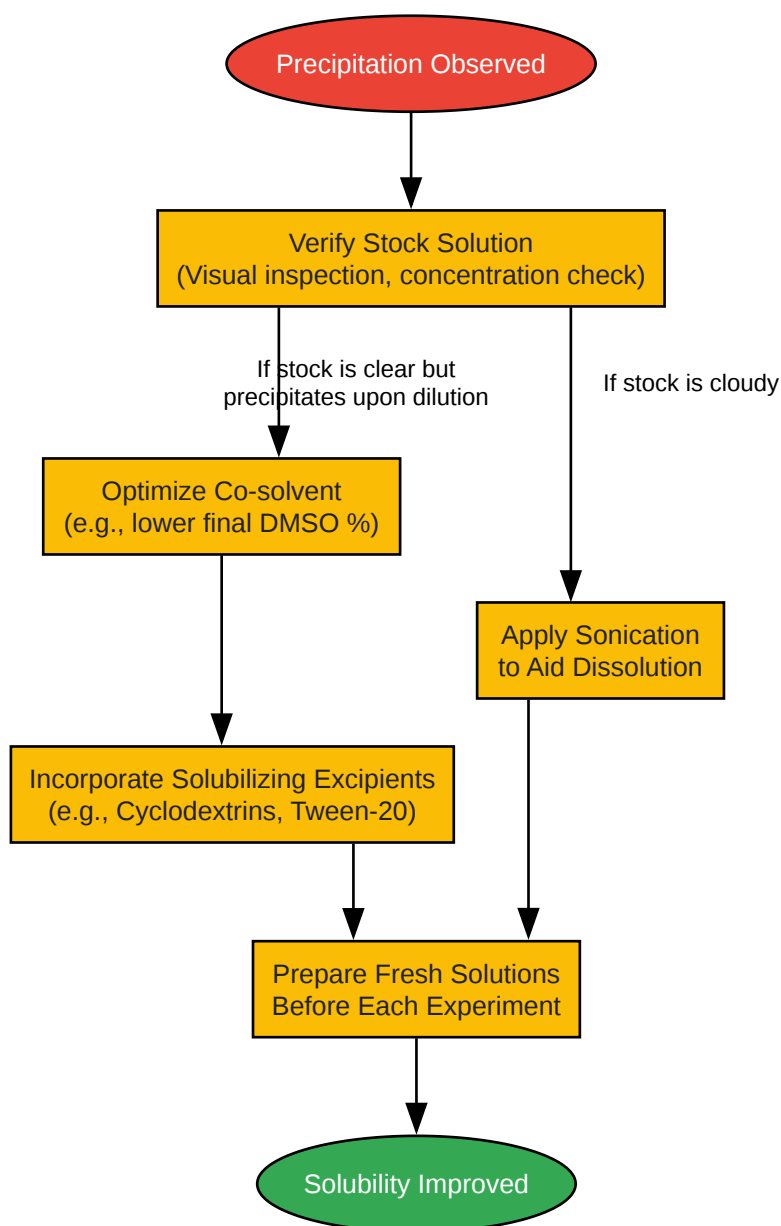 Precipitation Observed
Verify Stock Solution
(Visual inspection, concentration check)
If stock is clear but
precipitates upon dilution
If stock is cloudy
Optimize Co-solvent
(e.g., lower final DMSO %)
Apply Sonication
to Aid Dissolution
Incorporate Solubilizing Excipients
(e.g., Cyclodextrins, Tween-20)
Prepare Fresh Solutions
Before Each Experiment
Solubility Improved